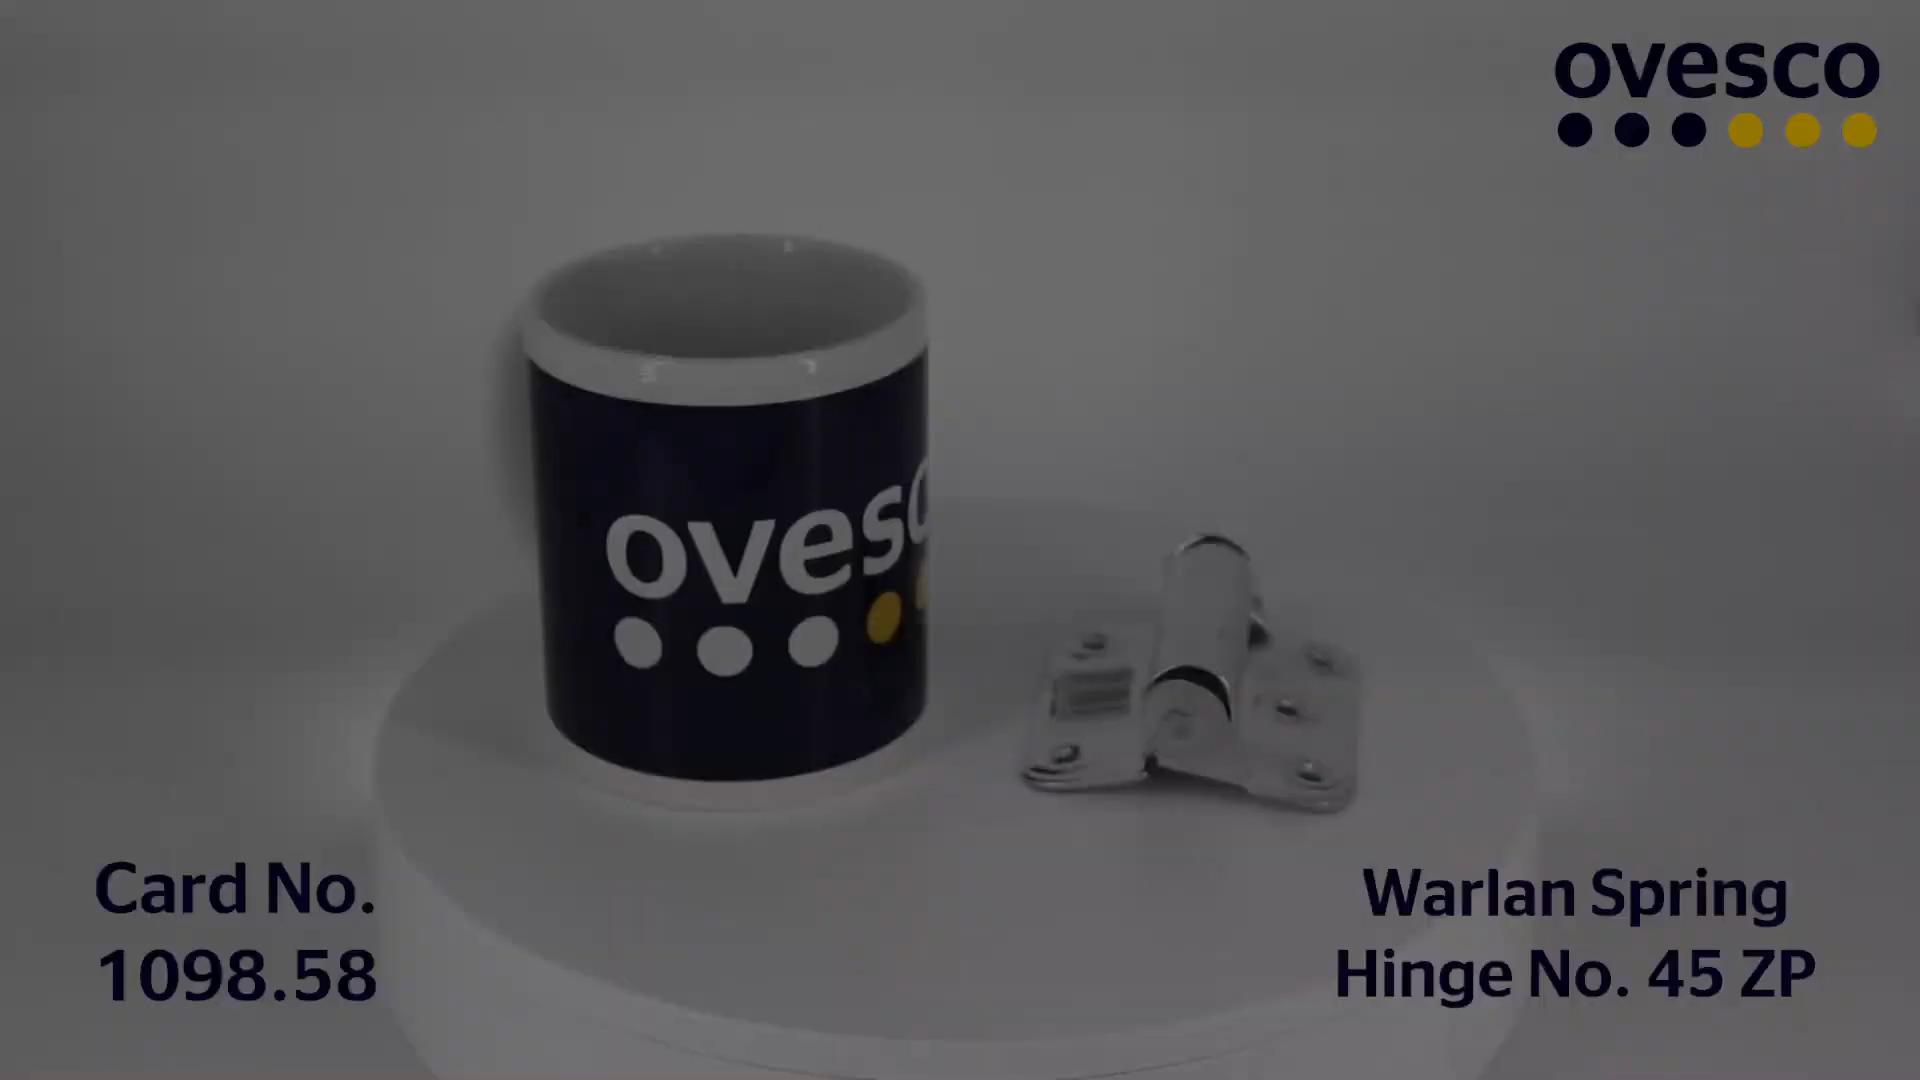 ovesco
ovesc
Card No.
1098.58
Warlan Spring
Hinge No. 45 ZP